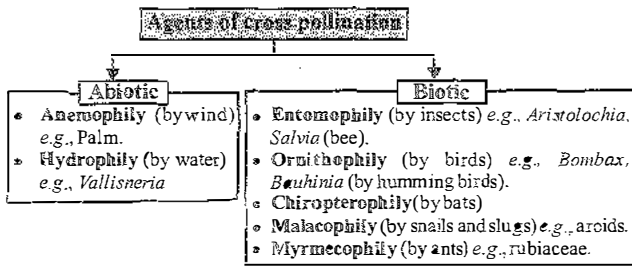 Agents of cross pollination
Abiotic
• Anemophily (by wind)
e.g., Palm.
• Hydrophily (by water)
e.g., Vallisneria
Biotic
• Entomophily (by insects) e.g., Aristolochia,
Salvia (bee).
• Ornithophily (by birds) e.g., Bombax,
Bauhinia (by humming birds).
• Chiropterophily (by bats)
• Malacophily (by snails and slugs) e.g., aroids.
• Myrmecophily (by ants) e.g., rubiaceae.